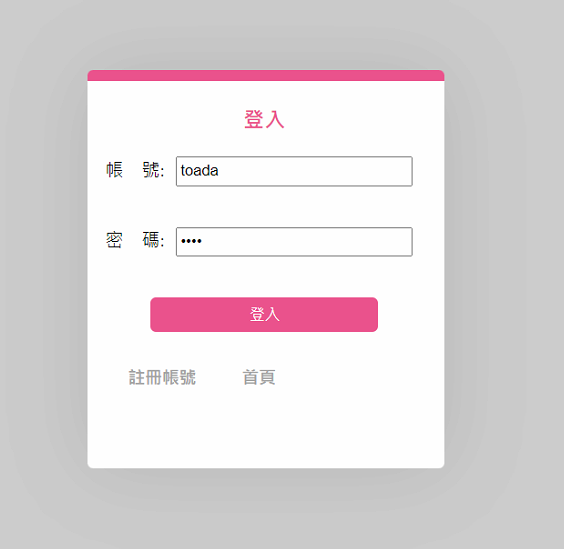 登入
帳 號: toada
密 碼: ••••
登入
註冊帳號 首頁